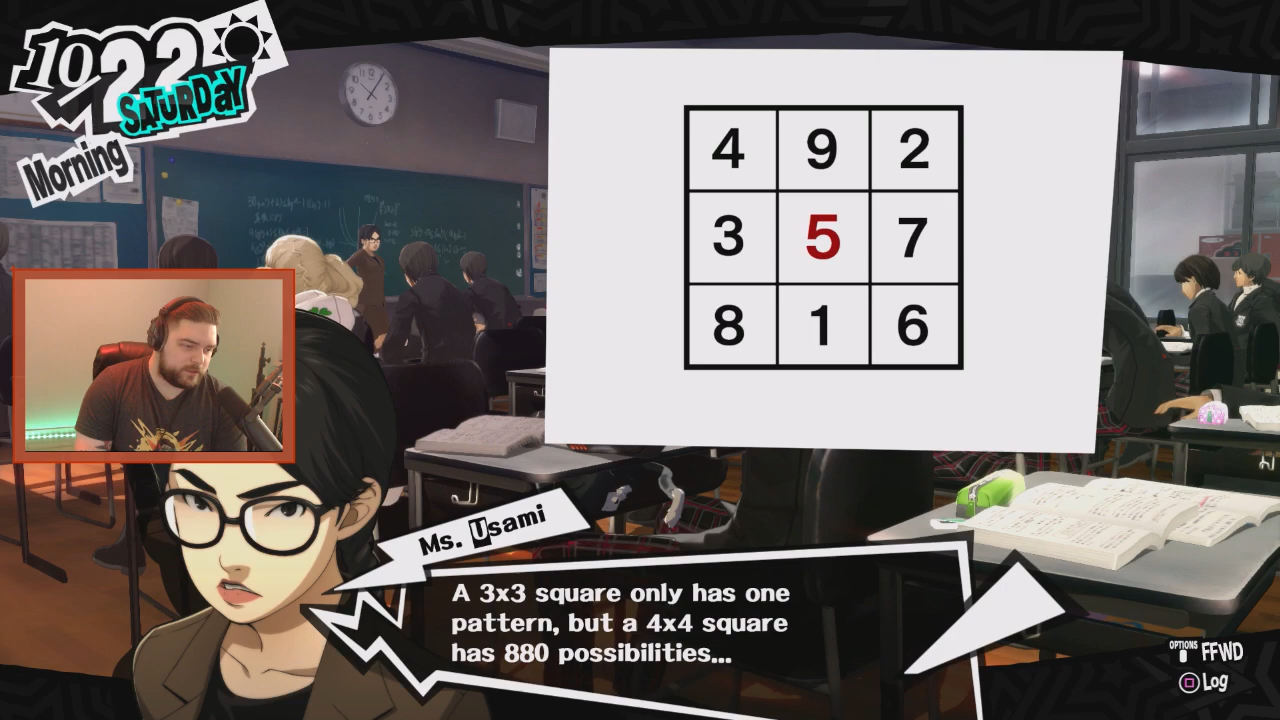 10/22
SATURDAY
Morning
4 9 2
3 5 7
8 1 6
Ms. Usami
A 3x3 square only has one
pattern, but a 4x4 square
has 880 possibilities...
OPTIONS FFWD
Log